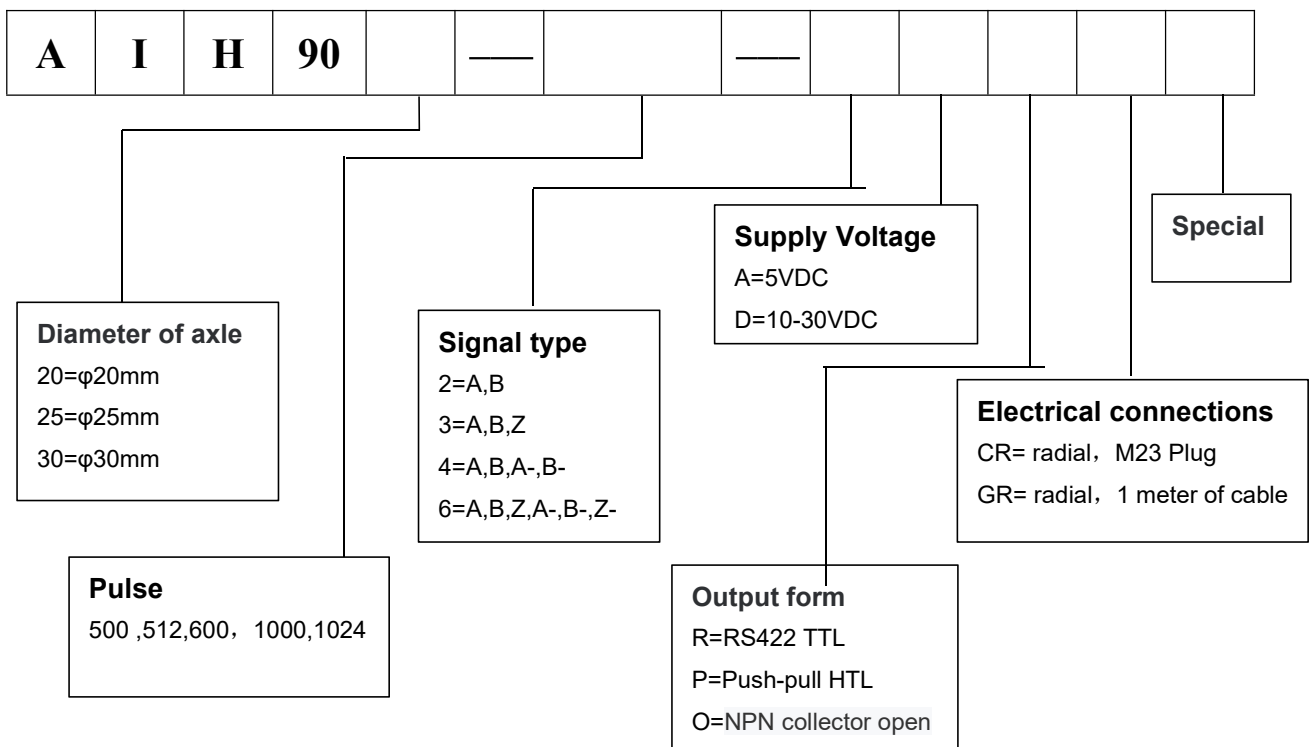 A I H 90 — —
Special
Supply Voltage
A=5VDC
D=10-30VDC
Diameter of axle
20=φ20mm
25=φ25mm
30=φ30mm
Signal type
2=A,B
3=A,B,Z
4=A,B,A-,B-
6=A,B,Z,A-,B-,Z-
Electrical connections
CR= radial，M23 Plug
GR= radial，1 meter of cable
Pulse
500 ,512,600，1000,1024
Output form
R=RS422 TTL
P=Push-pull HTL
O=NPN collector open